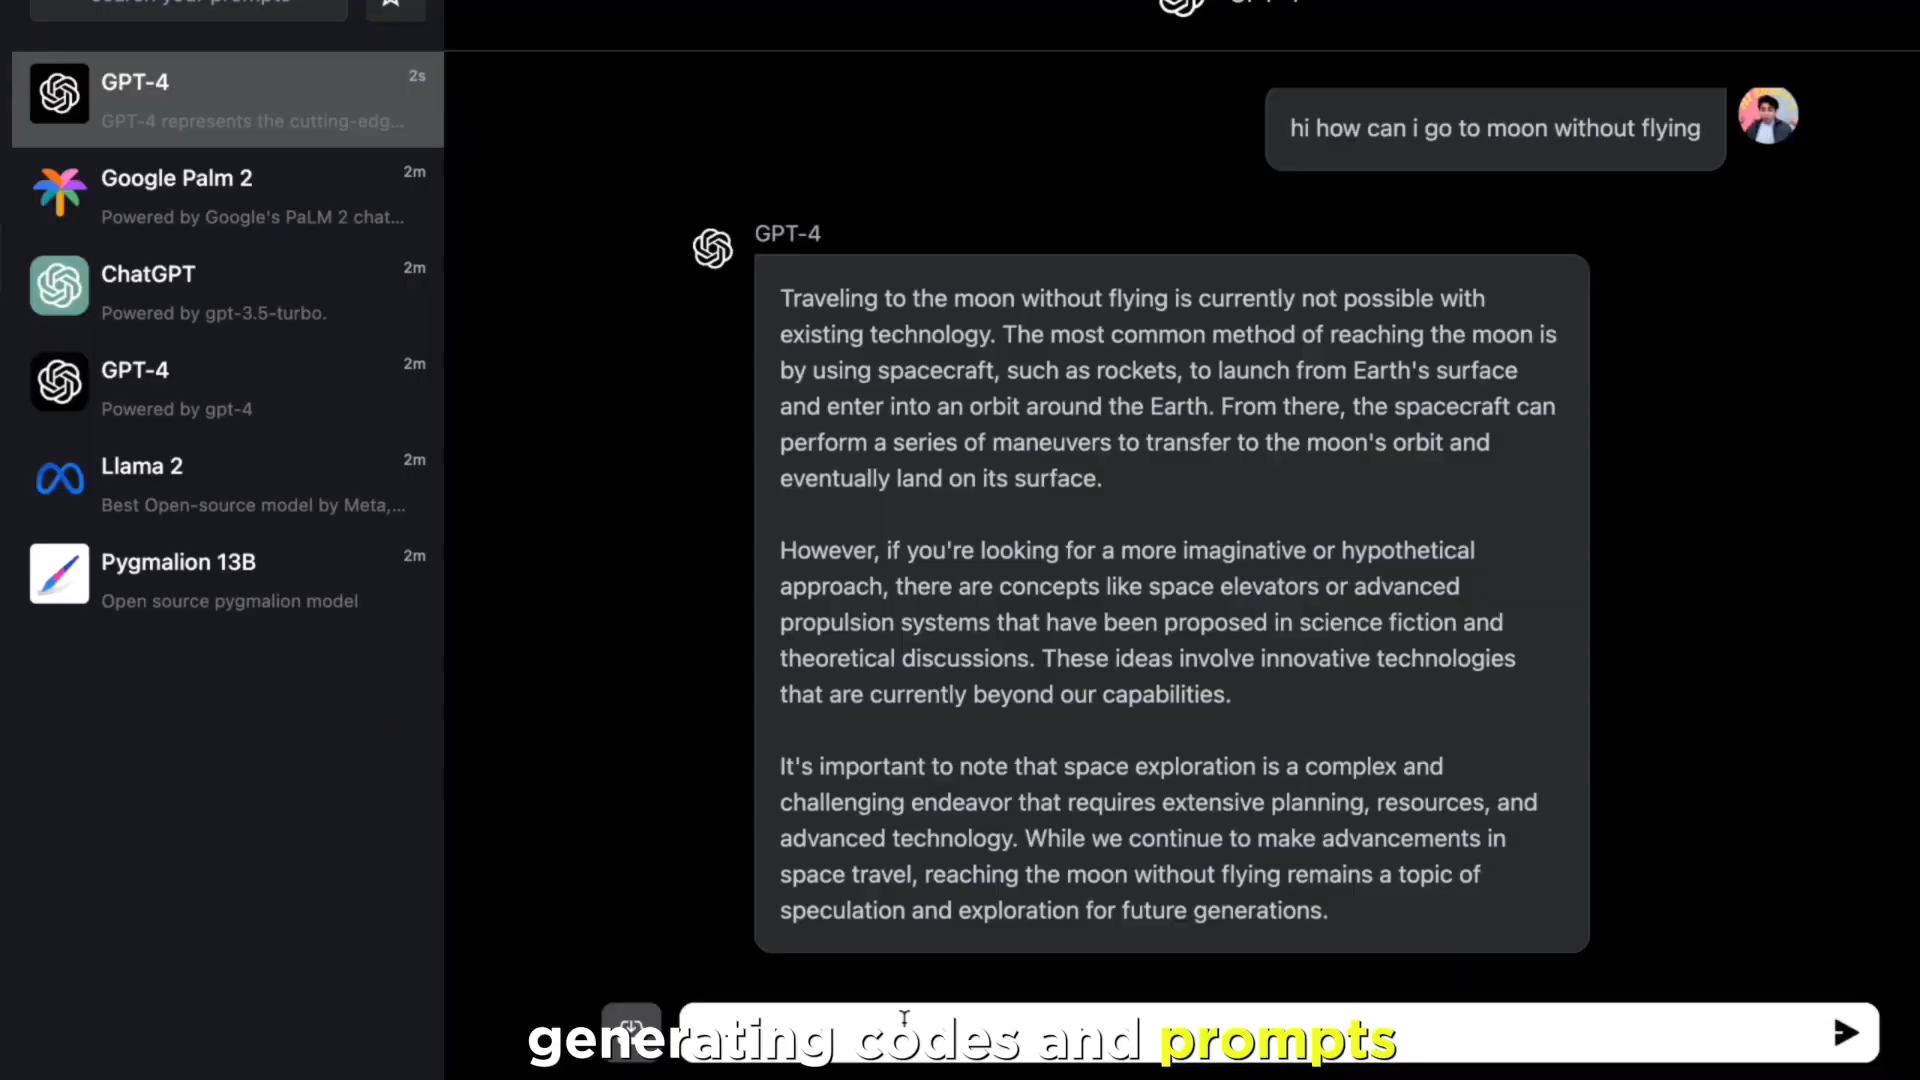 search your prompts
GPT-4
GPT-4
2s
GPT-4 represents the cutting-edg...
Google Palm 2
2m
Powered by Google's PaLM 2 chat...
ChatGPT
2m
Powered by gpt-3.5-turbo.
GPT-4
2m
Powered by gpt-4
Llama 2
2m
Best Open-source model by Meta,...
Pygmalion 13B
2m
Open source pygmalion model
hi how can i go to moon without flying
GPT-4
Traveling to the moon without flying is currently not possible with
existing technology. The most common method of reaching the moon is
by using spacecraft, such as rockets, to launch from Earth's surface
and enter into an orbit around the Earth. From there, the spacecraft can
perform a series of maneuvers to transfer to the moon's orbit and
eventually land on its surface.
However, if you're looking for a more imaginative or hypothetical
approach, there are concepts like space elevators or advanced
propulsion systems that have been proposed in science fiction and
theoretical discussions. These ideas involve innovative technologies
that are currently beyond our capabilities.
It's important to note that space exploration is a complex and
challenging endeavor that requires extensive planning, resources, and
advanced technology. While we continue to make advancements in
space travel, reaching the moon without flying remains a topic of
speculation and exploration for future generations.
generating codes and prompts